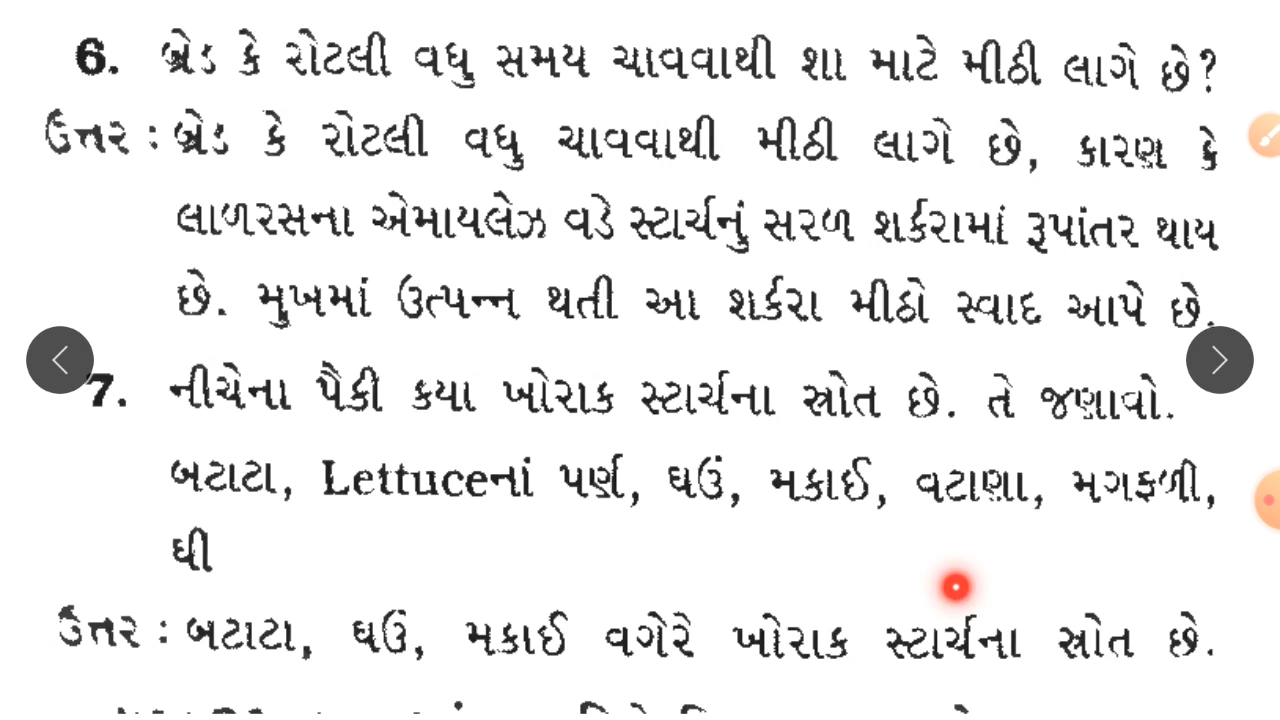 6. બ્રેડ કે રોટલી વધુ સમય ચાવવાથી શા માટે મીઠી લાગે છે?
ઉત્તર : બ્રેડ કે રોટલી વધુ ચાવવાથી મીઠી લાગે છે, કારણ કે
લાળરસના એમાયલેઝ વડે સ્ટાર્ચનું સરળ શર્કરામાં રૂપાંતર થાય
છે. મુખમાં ઉત્પન્ન થતી આ શર્કરા મીઠો સ્વાદ આપે છે.
7. નીચેના પૈકી કયા ખોરાક સ્ટાર્ચના સ્રોત છે. તે જણાવો.
બટાટા, Lettuceનાં પર્ણ, ઘઉં, મકાઈ, વટાણા, મગફળી,
ઘી
ઉત્તર : બટાટા, ઘઉં, મકાઈ વગેરે ખોરાક સ્ટાર્ચના સ્રોત છે.